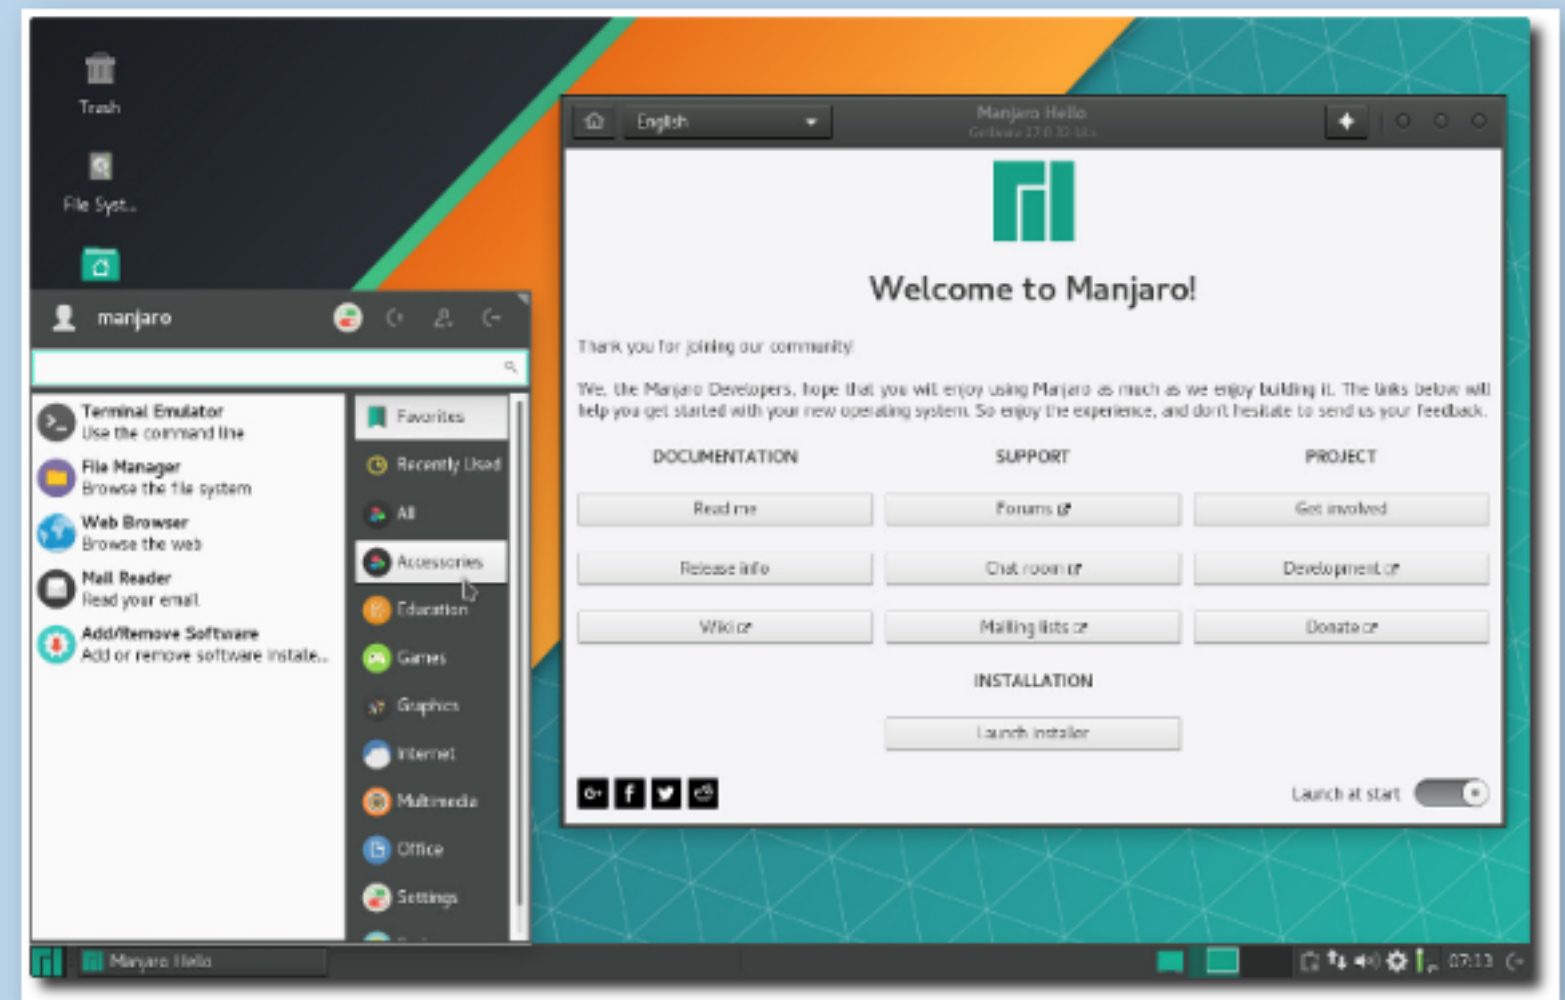 Trash
File Syst...
manjaro
Terminal Emulator
Use the command line
File Manager
Browse the file system
Web Browser
Browse the web
Mail Reader
Read your email
Add/Remove Software
Add or remove software installe...
Favorites
Recently Used
All
Accessories
Education
Games
Graphics
Internet
Multimedia
Office
Settings
English
Manjaro Hello
Welcome to Manjaro!
Thank you for joining our community!
We, the Manjaro Developers, hope that you will enjoy using Manjaro as much as we enjoy building it. The links below will
help you get started with your new operating system. So enjoy the experience, and don't hesitate to send us your feedback.
DOCUMENTATION
SUPPORT
PROJECT
Read me
Forums
Get involved
Release info
Chat room
Development
Wiki
Mailing lists
Donate
INSTALLATION
Launch installer
Launch at start
Manjaro Hello
07:13